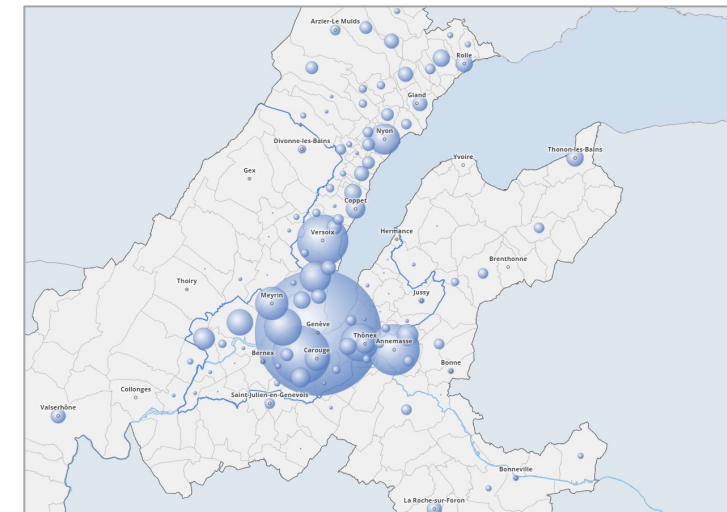 Arzier-Le Muids
Rolle
Gland
Nyon
Divonne-les-Bains
Yvoire
Thonon-les-Bains
Gex
Coppet
Versoix
Hermance
Brenthonne
Thoiry
Meyrin
Jussy
Genève
Thônex
Annemasse
Bernex
Carouge
Bonne
Collonges
Saint-Julien-en-Genevois
Valserhône
Bonneville
La Roche-sur-Foron